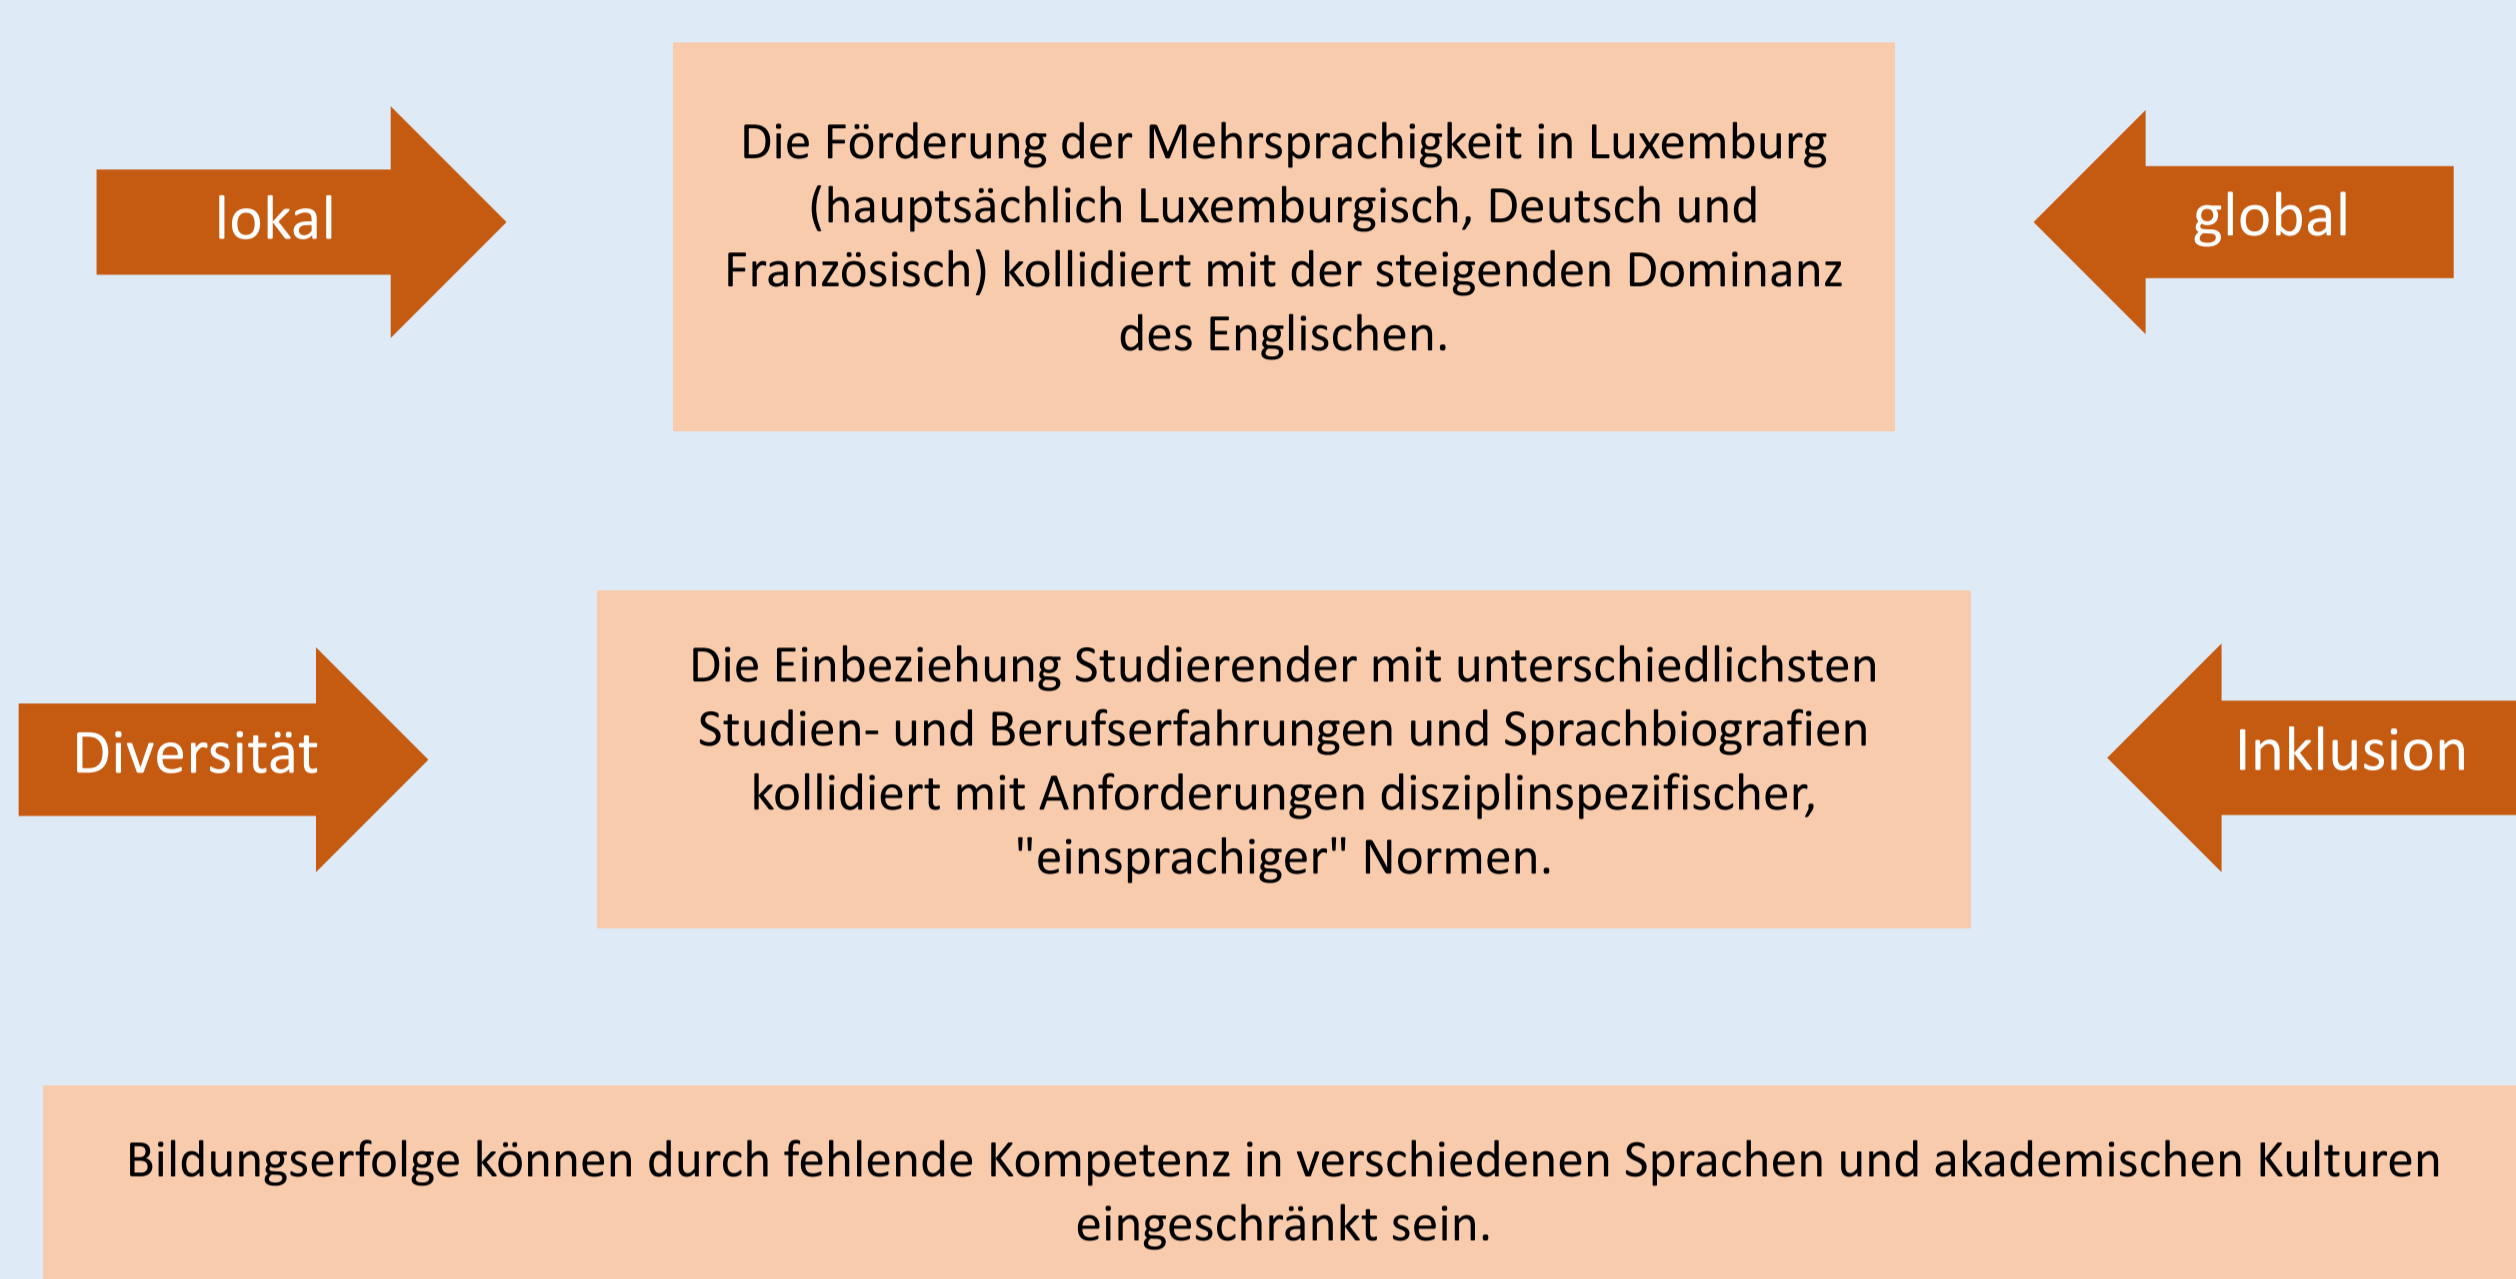 lokal
Die Förderung der Mehrsprachigkeit in Luxemburg
(hauptsächlich Luxemburgisch, Deutsch und
Französisch) kollidiert mit der steigenden Dominanz
des Englischen.
global
Diversität
Die Einbeziehung Studierender mit unterschiedlichsten
Studien- und Berufserfahrungen und Sprachbiografien
kollidiert mit Anforderungen disziplinspezifischer,
"einsprachiger" Normen.
Inklusion
Bildungserfolge können durch fehlende Kompetenz in verschiedenen Sprachen und akademischen Kulturen
eingeschränkt sein.